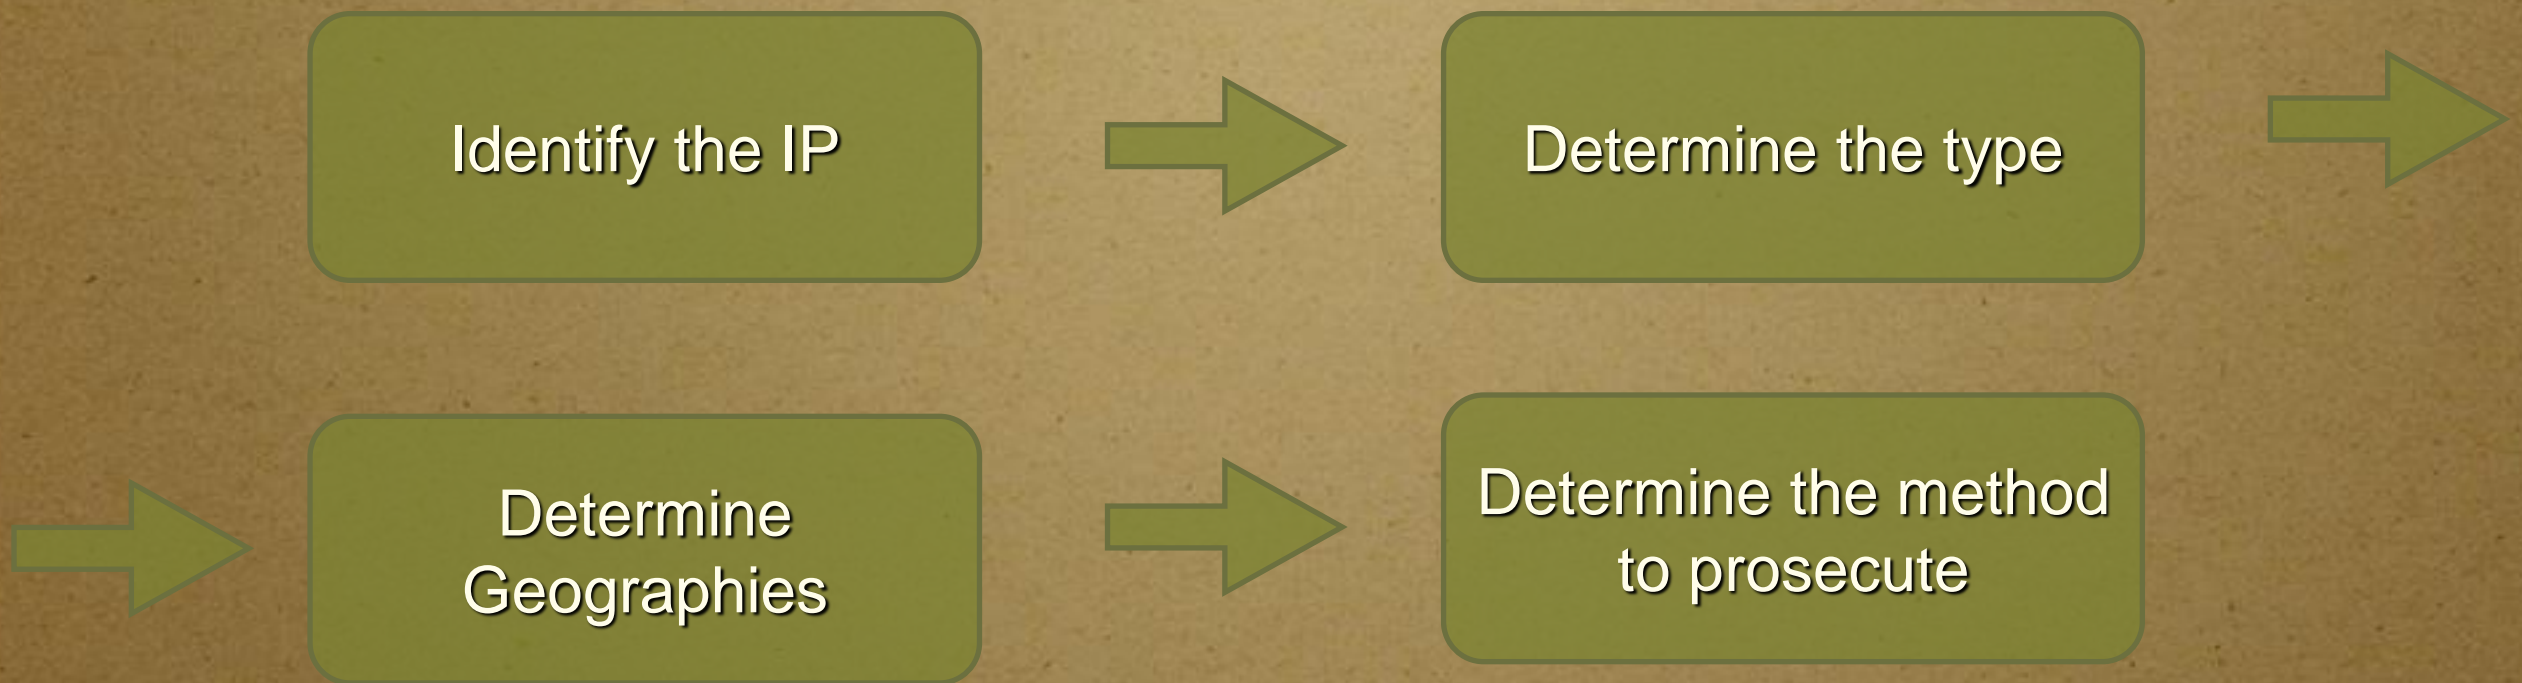 Identify the IP
Determine the type
Determine
Geographies
Determine the method
to prosecute